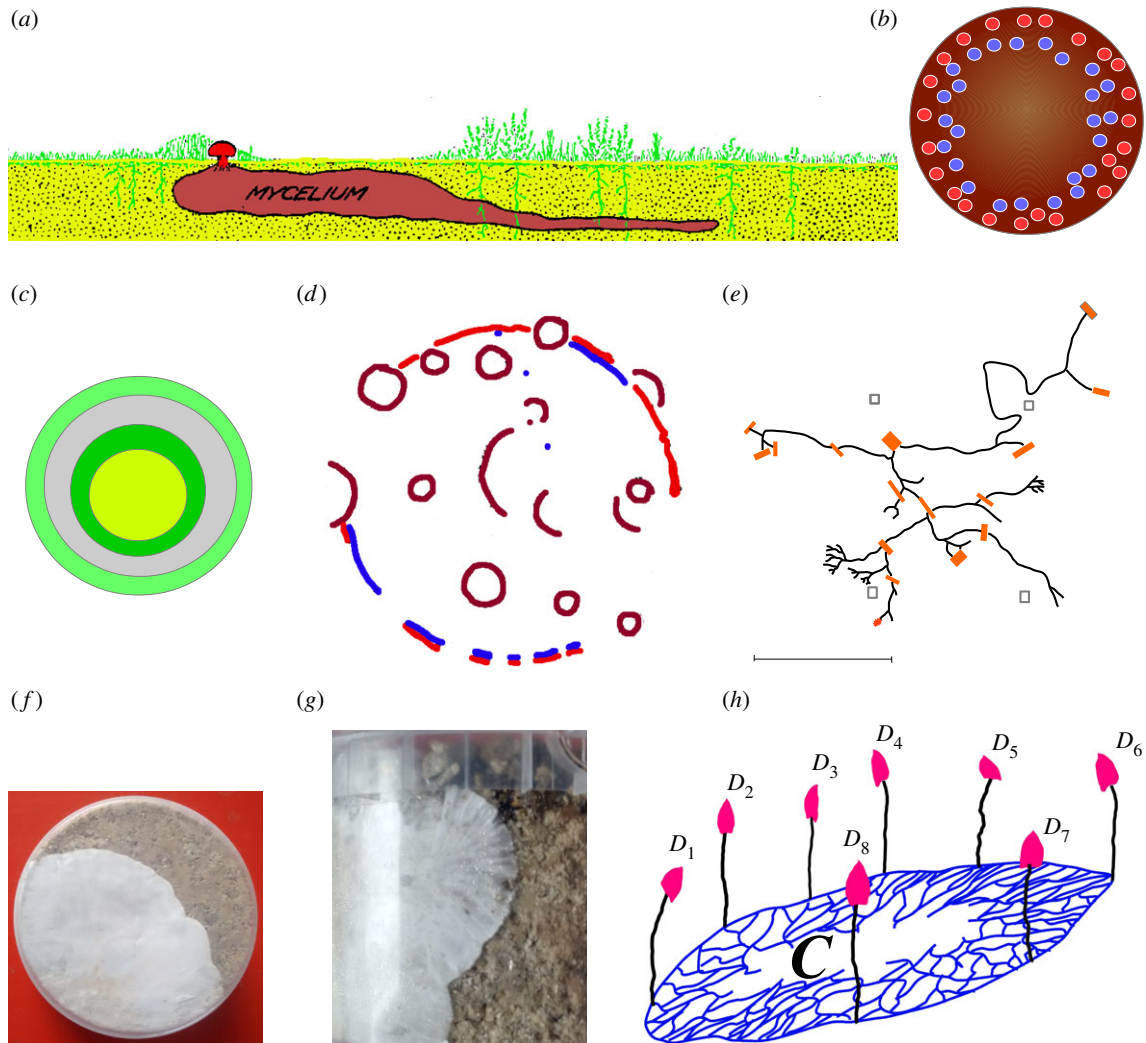 (a)
(b)
MYCELIUM
(c)
(d)
(e)
(f)
(g)
(h)
D₁
D₂
D₃
D₄
D₅
D₆
D₇
D₈
C